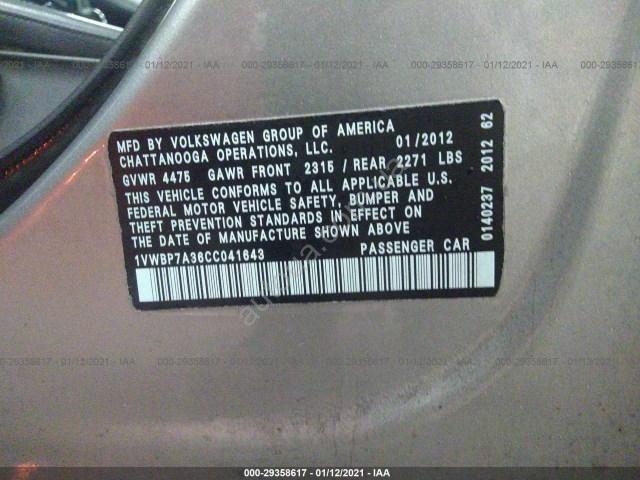 000-29358617 - 01/12/2021 - IAA
MFD BY VOLKSWAGEN GROUP OF AMERICA 01/2012
CHATTANOOGA OPERATIONS, LLC.
GVWR 4475 GAWR FRONT 2315 / REAR 2271 LBS
THIS VEHICLE CONFORMS TO ALL APPLICABLE U.S.
FEDERAL MOTOR VEHICLE SAFETY, BUMPER AND
THEFT PREVENTION STANDARDS IN EFFECT ON
THE DATE OF MANUFACTURE SHOWN ABOVE
1VWBP7A36CC041643 PASSENGER CAR
0140237 2012 62
000-29358617 - 01/12/2021 - IAA